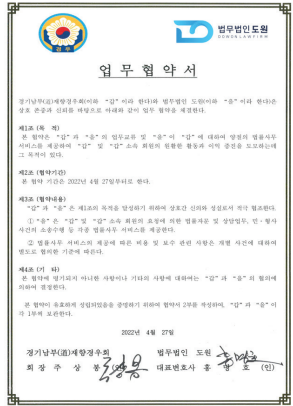 경우
법무법인 도원
DOWON LAW FIRM
업 무 협 약 서
경기남부(道)재향경우회(이하 “갑”이라 한다)와 법무법인 도원(이하 “을”이라 한다)은
상호 존중과 신뢰를 바탕으로 아래와 같이 업무 협약을 체결한다.
제1조 (목 적)
본 협약은 “갑”과 “을”의 업무교류 및 “을”이 “갑”에 대하여 양질의 법률사무
서비스를 제공하여 “갑” 및 “갑”소속 회원의 원활한 활동과 이익 증진을 도모하는데
그 목적이 있다.
제2조 (협약기간)
본 협약 기간은 2022년 4월 27일부터로 한다.
제3조 (협약내용)
“갑”과 “을”은 제1조의 목적을 달성하기 위하여 상호간 신의와 성실로서 적극 협조한다.
①“을”은 “갑” 및 “갑”소속 회원의 요청에 의한 법률자문 및 상담업무, 민·형사
사건의 소송수행 등 각종 법률사무 서비스를 제공한다.
② 법률사무 서비스의 제공에 따른 비용 및 보수 관련 사항은 개별 사건에 대하여
별도로 협의한 기준에 따른다.
제4조 (기 타)
본 협약에 명기되지 아니한 사항이나 기타의 사항에 대하여는 “갑”과 “을”의 협의에
의하여 결정한다.
본 협약이 유효하게 성립되었음을 증명하기 위하여 협약서 2부를 작성하여, “갑”과 “을”이
각 1부씩 보관한다.
2022년 4월 27일
경기남부(道)재향경우회 법무법인 도원
회 장 주 상 봉 (인) 대표변호사 홍 명 호 (인)